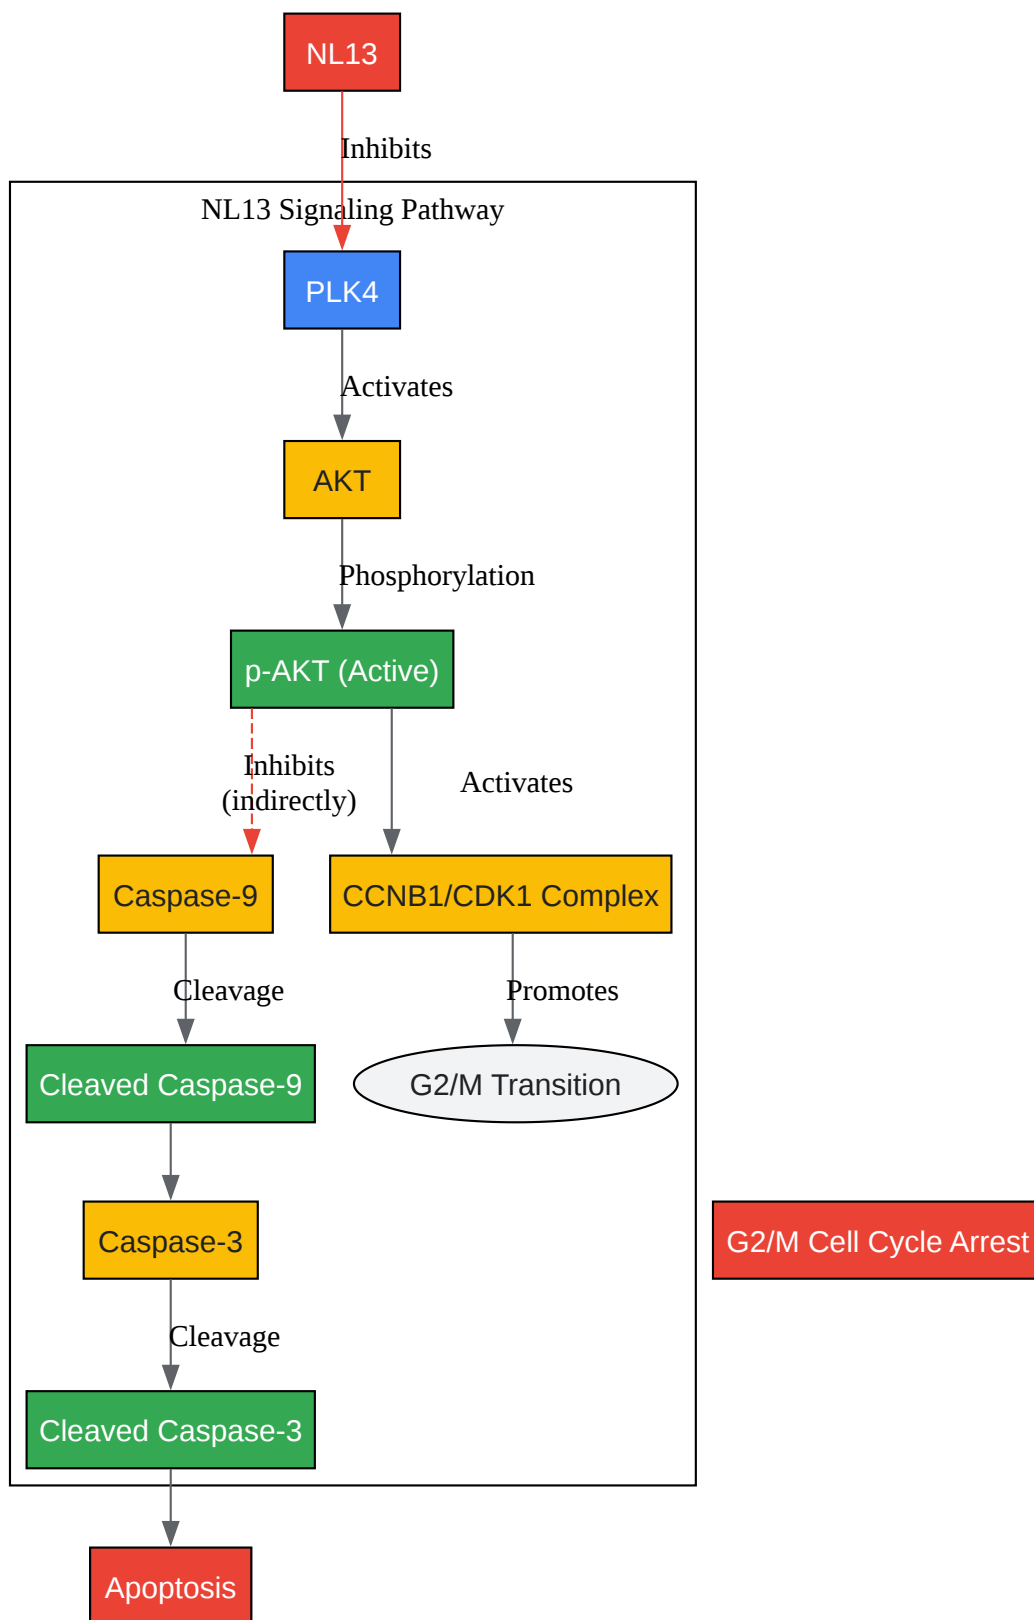 NL13
Inhibits
NL13 Signaling Pathway
PLK4
Activates
AKT
Phosphorylation
p-AKT (Active)
Inhibits
(indirectly)
Activates
Caspase-9
CCNB1/CDK1 Complex
Cleavage
Promotes
Cleaved Caspase-9
G2/M Transition
Caspase-3
G2/M Cell Cycle Arrest
Cleavage
Cleaved Caspase-3
Apoptosis